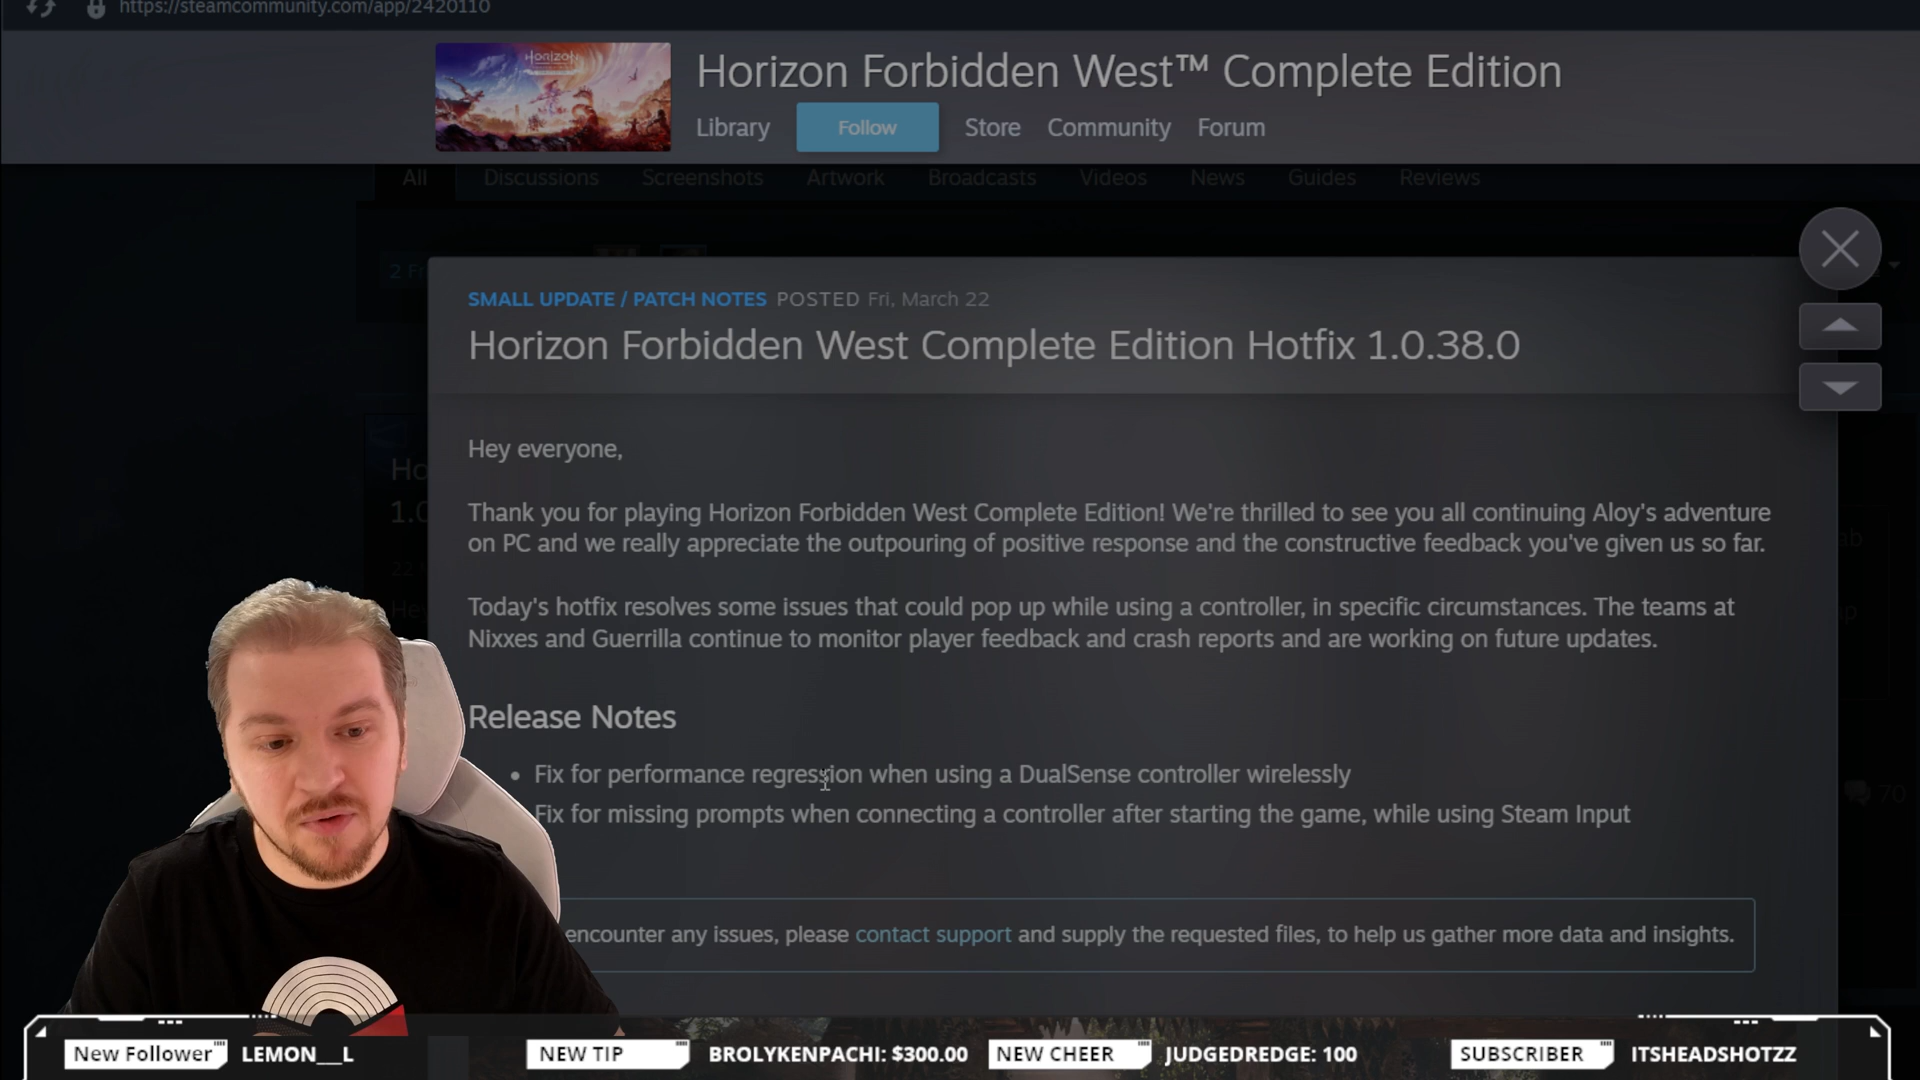 https://steamcommunity.com/app/2420110
Horizon
Horizon Forbidden West™ Complete Edition
Library Follow Store Community Forum
All Discussions Screenshots Artwork Broadcasts Videos News Guides Reviews
SMALL UPDATE / PATCH NOTES POSTED Fri, March 22
Horizon Forbidden West Complete Edition Hotfix 1.0.38.0
Hey everyone,
Thank you for playing Horizon Forbidden West Complete Edition! We're thrilled to see you all continuing Aloy's adventure
on PC and we really appreciate the outpouring of positive response and the constructive feedback you've given us so far.
Today's hotfix resolves some issues that could pop up while using a controller, in specific circumstances. The teams at
Nixxes and Guerrilla continue to monitor player feedback and crash reports and are working on future updates.
Release Notes
• Fix for performance regression when using a DualSense controller wirelessly
Fix for missing prompts when connecting a controller after starting the game, while using Steam Input
encounter any issues, please contact support and supply the requested files, to help us gather more data and insights.
70
New Follower LEMON___L NEW TIP BROLYKENPACHI: $300.00 NEW CHEER JUDGEDREDGE: 100 SUBSCRIBER ITSHEADSHOTZZ